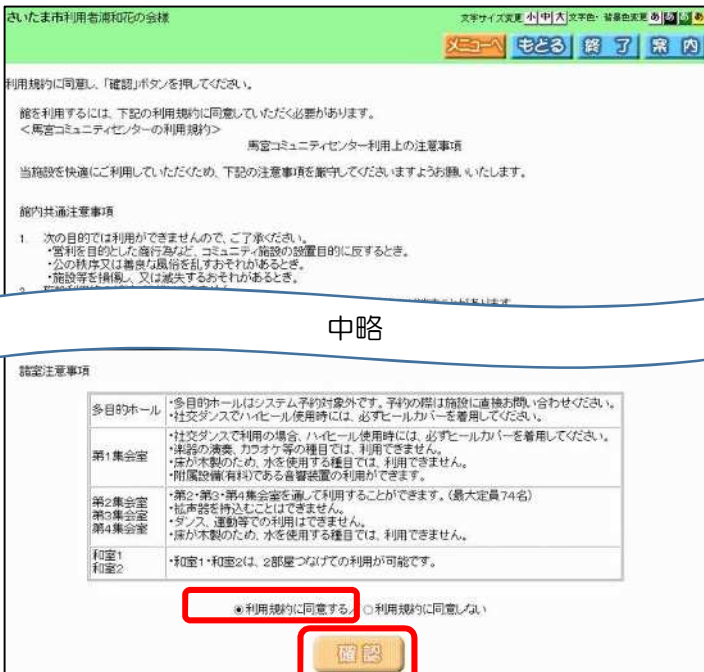 さいたま市利用者浦和花の会様
文字サイズ変更 小 中 大 文字色・背景色変更 あ あ あ あ
メニューへ もどる 終了 案内
利用規約に同意し、「確認」ボタンを押してください。
館を利用するには、下記の利用規約に同意していただく必要があります。
＜馬宮コミュニティセンターの利用規約＞
馬宮コミュニティセンター利用上の注意事項
当施設を快適にご利用していただくため、下記の注意事項を厳守してくださいますようお願いいたします。
館内共通注意事項
1. 次の目的では利用ができませんので、ご了承ください。
・営利を目的とした商行為など、コミュニティ施設の設置目的に反するとき。
・公の秩序又は善良な風俗を乱すおそれがあるとき。
・施設等を損傷し、又は滅失するおそれがあるとき。
中略
諸室注意事項
多目的ホール
・多目的ホールはシステム予約対象外です。予約の際は施設に直接お問い合わせください。
・社交ダンスでハイヒール使用時には、必ずヒールカバーを着用してください。
第1集会室
・社交ダンスで利用の場合、ハイヒール使用時には、必ずヒールカバーを着用してください。
・楽器の演奏、カラオケ等の種目では、利用できません。
・床が木製のため、水を使用する種目では、利用できません。
・附属設備(有料)である音響装置の利用ができます。
第2集会室
第3集会室
第4集会室
・第2・第3・第4集会室を通して利用することができます。(最大定員74名)
・拡声器を持込むことはできません。
・ダンス、運動等での利用はできません。
・床が木製のため、水を使用する種目では、利用できません。
和室1
和室2
・和室1・和室2は、2部屋つなげての利用が可能です。
利用規約に同意する 利用規約に同意しない
確認